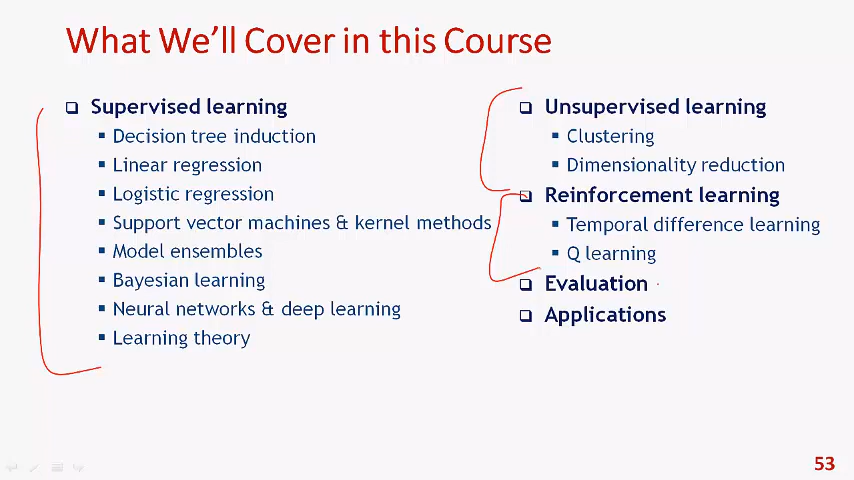 What We'll Cover in this Course
❑ Supervised learning
▪ Decision tree induction
▪ Linear regression
▪ Logistic regression
▪ Support vector machines & kernel methods
▪ Model ensembles
▪ Bayesian learning
▪ Neural networks & deep learning
▪ Learning theory
❑ Unsupervised learning
▪ Clustering
▪ Dimensionality reduction
❑ Reinforcement learning
▪ Temporal difference learning
▪ Q learning
❑ Evaluation
❑ Applications
53